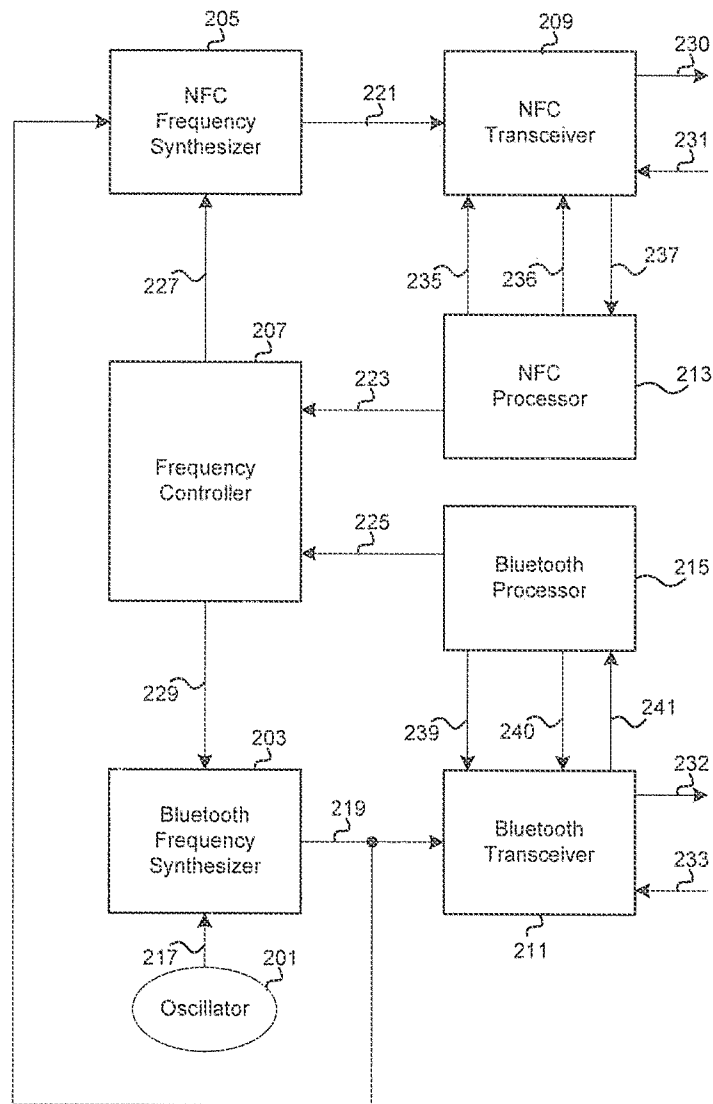 205
209
230
NFC
Frequency
Synthesizer
221
NFC
Transceiver
231
227
235
236
237
207
223
NFC
Processor
213
Frequency
Controller
225
Bluetooth
Processor
215
229
239
240
241
203
232
Bluetooth
Frequency
Synthesizer
219
Bluetooth
Transceiver
233
217
201
211
Oscillator